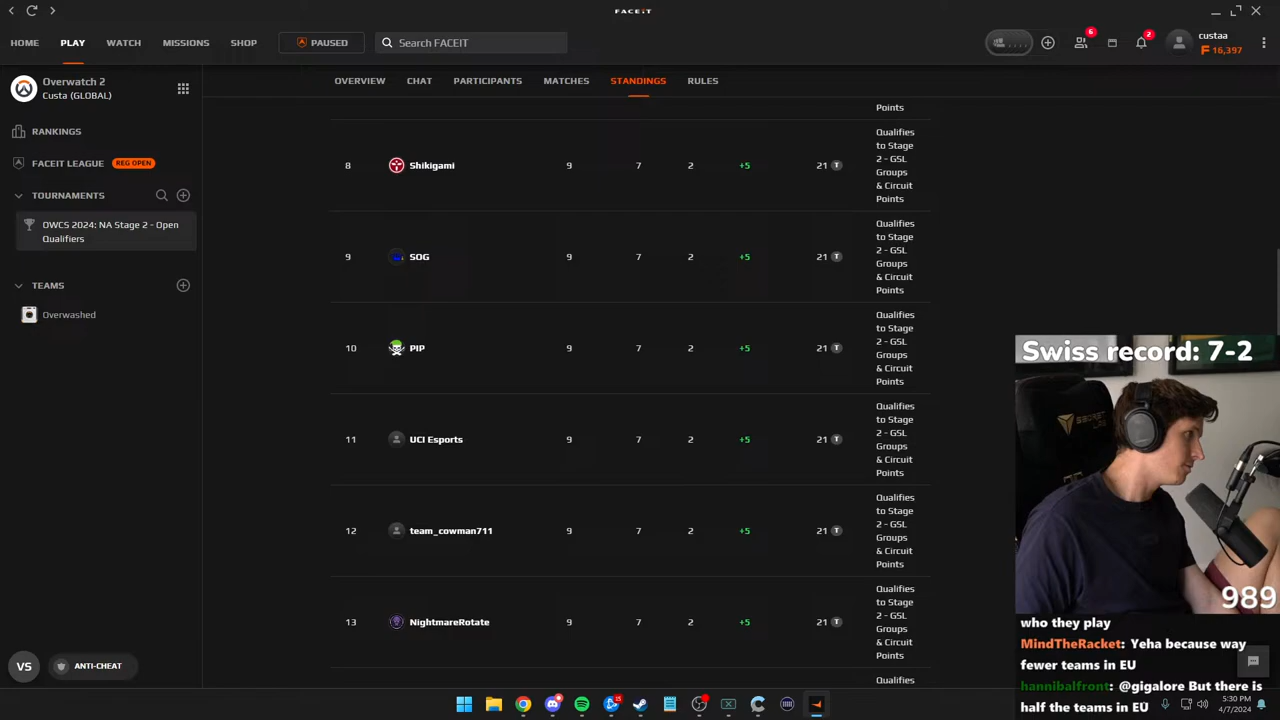 FACEIT
HOME
PLAY
WATCH
MISSIONS
SHOP
PAUSED
Search FACEIT
6
2
custaa
16,397
Overwatch 2
Custa (GLOBAL)
RANKINGS
FACEIT LEAGUE REG OPEN
TOURNAMENTS
OWCS 2024: NA Stage 2 - Open
Qualifiers
TEAMS
Overwashed
VS
ANTI-CHEAT
OVERVIEW
CHAT
PARTICIPANTS
MATCHES
STANDINGS
RULES
Points
8 Shikigami 9 7 2 +5 21 T
Qualifies
to Stage
2 - GSL
Groups
& Circuit
Points
9 SOG 9 7 2 +5 21 T
Qualifies
to Stage
2 - GSL
Groups
& Circuit
Points
10 PIP 9 7 2 +5 21 T
Qualifies
to Stage
2 - GSL
Groups
& Circuit
Points
11 UCI Esports 9 7 2 +5 21 T
Qualifies
to Stage
2 - GSL
Groups
& Circuit
Points
12 team_cowman711 9 7 2 +5 21 T
Qualifies
to Stage
2 - GSL
Groups
& Circuit
Points
13 NightmareRotate 9 7 2 +5 21 T
Qualifies
to Stage
2 - GSL
Groups
& Circuit
Points
Qualifies
Swiss record: 7-2
SECRET
989
who they play
MindTheRacket: Yeha because way
fewer teams in EU
hannibalfront: @gigalore But there is
half the teams in EU
15
5:30 PM
4/7/2024